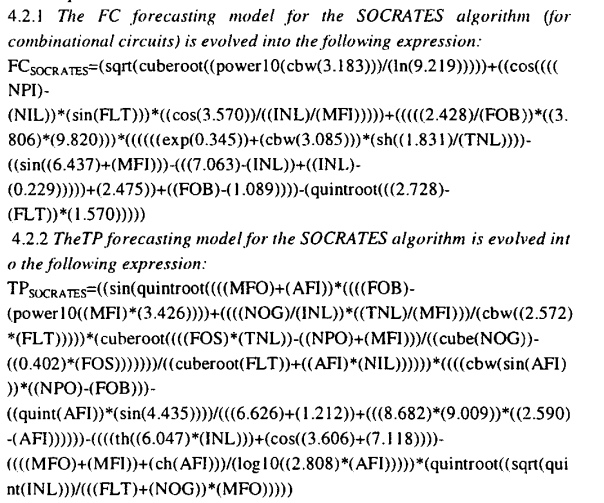 4.2.1 The FC forecasting model for the SOCRATES algorithm (for
combinational circuits) is evolved into the following expression:
FCSOCRATES=(sqrt(cuberoot((power10(cbw(3.183)))/(ln(9.219)))))+((cos((((
NPI)-
(NIL))*(sin(FLT)))*((cos(3.570))/((INL)/(MFI)))))+(((((2.428)/(FOB))*((3.
806)*(9.820)))*((((((exp(0.345))+(cbw(3.085)))*(sh((1.831)/(TNL))))-
((sin((6.437)+(MFI)))-(((7.063)-(INL))+((INL)-
(0.229)))))+(2.475))+((FOB)-(1.089))))-(quintroot(((2.728)-
(FLT))*(1.570)))))
4.2.2 TheTP forecasting model for the SOCRATES algorithm is evolved int
o the following expression:
TPSOCRATES=((sin(quintroot((((MFO)+(AFI))*((((FOB)-
(power10((MFI)*(3.426))))+((((NOG)/(INL))*((TNL)/(MFI)))/(cbw((2.572)
*(FLT)))))*(cuberoot((((FOS)*(TNL))-((NPO)+(MFI)))/((cube(NOG))-
((0.402)*(FOS)))))))/((cuberoot(FLT))+((AFI)*(NIL))))))*((((cbw(sin(AFI)
))*((NPO)-(FOB)))-
((quint(AFI))*(sin(4.435))))/(((6.626)+(1.212))+(((8.682)*(9.009))*((2.590)
-(AFI))))))-((((th((6.047)*(INL)))+(cos((3.606)+(7.118))))-
((((MFO)+(MFI))+(ch(AFI)))/(log10((2.808)*(AFI)))))*(quintroot((sqrt(qui
nt(INL)))/(((FLT)+(NOG))*(MFO)))))